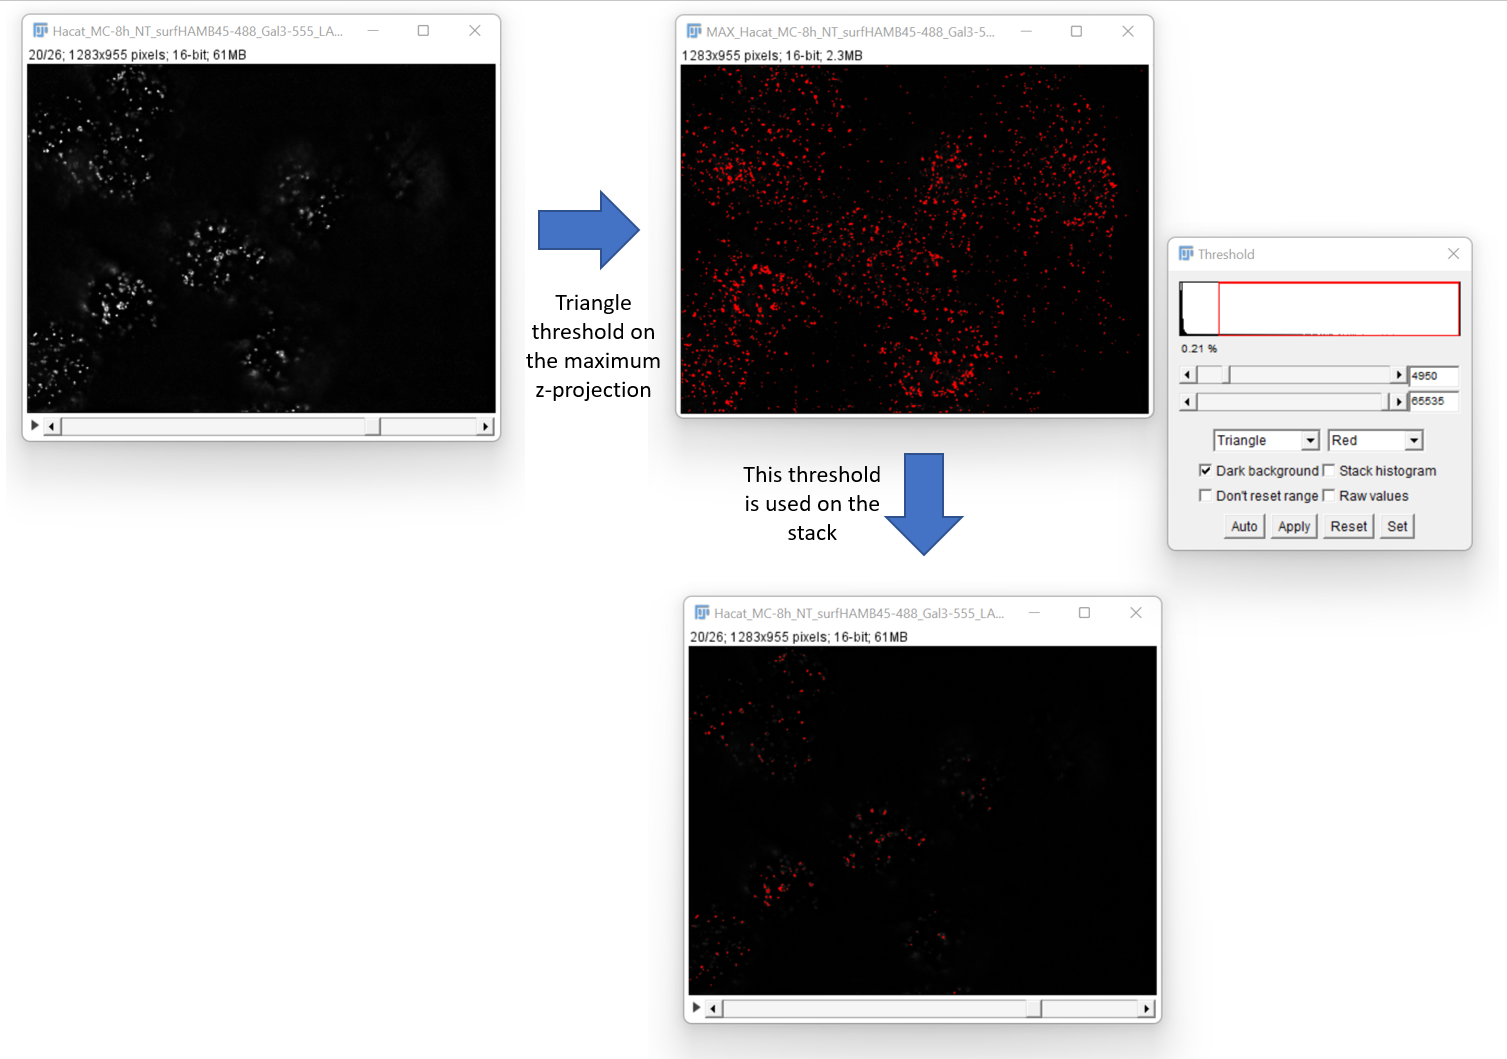 Hacat_MC-8h_NT_surfHAMB45-488_Gal3-555_LA...
20/26; 1283x955 pixels; 16-bit; 61MB
MAX_Hacat_MC-8h_NT_surfHAMB45-488_Gal3-5...
1283x955 pixels; 16-bit; 2.3MB
Triangle
threshold on
the maximum
z-projection
Threshold
0.21 %
4950
65535
Triangle Red
Dark background Stack histogram
Don't reset range Raw values
Auto Apply Reset Set
This threshold
is used on the
stack
Hacat_MC-8h_NT_surfHAMB45-488_Gal3-555_LA...
20/26; 1283x955 pixels; 16-bit; 61MB